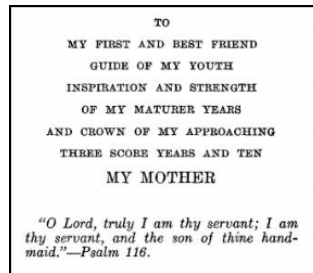 TO
MY FIRST AND BEST FRIEND
GUIDE OF MY YOUTH
INSPIRATION AND STRENGTH
OF MY MATURER YEARS
AND CROWN OF MY APPROACHING
THREE SCORE YEARS AND TEN
MY MOTHER
"O Lord, truly I am thy servant; I am
thy servant, and the son of thine hand-
maid."—Psalm 116.